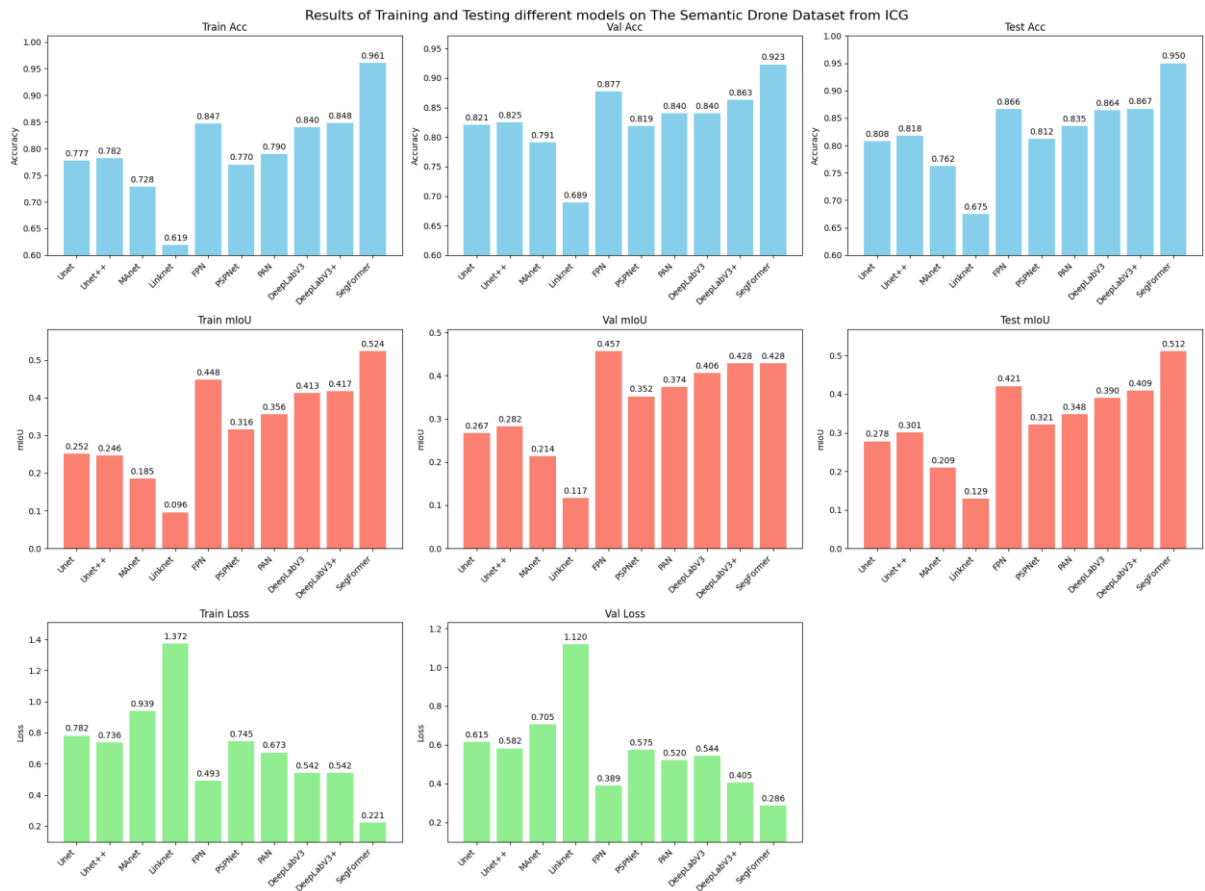 Results of Training and Testing different models on The Semantic Drone Dataset from ICG
Train Acc
Accuracy
1.00
0.95
0.90
0.85
0.80
0.75
0.70
0.65
0.60
0.777
0.782
0.728
0.619
0.847
0.770
0.790
0.840
0.848
0.961
Unet
Unet++
MAnet
Linknet
FPN
PSPNet
PAN
DeepLabV3
DeepLabV3+
SegFormer
Val Acc
Accuracy
0.95
0.90
0.85
0.80
0.75
0.70
0.65
0.60
0.821
0.825
0.791
0.689
0.877
0.819
0.840
0.840
0.863
0.923
Unet
Unet++
MAnet
Linknet
FPN
PSPNet
PAN
DeepLabV3
DeepLabV3+
SegFormer
Test Acc
Accuracy
1.00
0.95
0.90
0.85
0.80
0.75
0.70
0.65
0.60
0.808
0.818
0.762
0.675
0.866
0.812
0.835
0.864
0.867
0.950
Unet
Unet++
MAnet
Linknet
FPN
PSPNet
PAN
DeepLabV3
DeepLabV3+
SegFormer
Train mIoU
mIoU
0.5
0.4
0.3
0.2
0.1
0.0
0.252
0.246
0.185
0.096
0.448
0.316
0.356
0.413
0.417
0.524
Unet
Unet++
MAnet
Linknet
FPN
PSPNet
PAN
DeepLabV3
DeepLabV3+
SegFormer
Val mIoU
mIoU
0.5
0.4
0.3
0.2
0.1
0.0
0.267
0.282
0.214
0.117
0.457
0.352
0.374
0.406
0.428
0.428
Unet
Unet++
MAnet
Linknet
FPN
PSPNet
PAN
DeepLabV3
DeepLabV3+
SegFormer
Test mIoU
mIoU
0.5
0.4
0.3
0.2
0.1
0.0
0.278
0.301
0.209
0.129
0.421
0.321
0.348
0.390
0.409
0.512
Unet
Unet++
MAnet
Linknet
FPN
PSPNet
PAN
DeepLabV3
DeepLabV3+
SegFormer
Train Loss
Loss
1.4
1.2
1.0
0.8
0.6
0.4
0.2
0.782
0.736
0.939
1.372
0.493
0.745
0.673
0.542
0.542
0.221
Unet
Unet++
MAnet
Linknet
FPN
PSPNet
PAN
DeepLabV3
DeepLabV3+
SegFormer
Val Loss
Loss
1.2
1.0
0.8
0.6
0.4
0.2
0.615
0.582
0.705
1.120
0.389
0.575
0.520
0.544
0.405
0.286
Unet
Unet++
MAnet
Linknet
FPN
PSPNet
PAN
DeepLabV3
DeepLabV3+
SegFormer